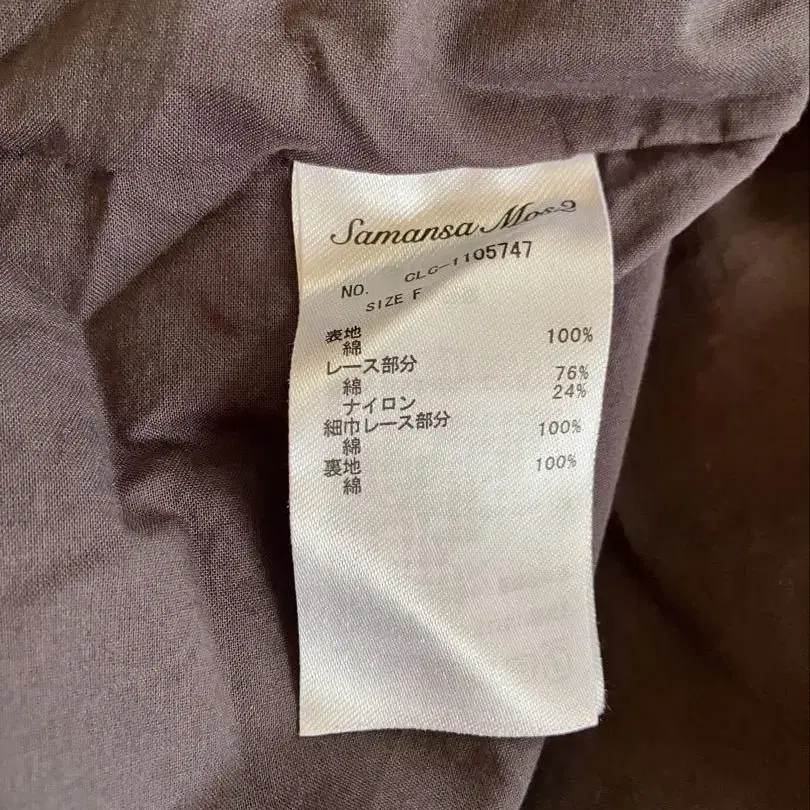 Samansa Mos2
NO. CLC-1105747
SIZE F
表地
綿 100%
レース部分
綿 76%
ナイロン 24%
細巾レース部分
綿 100%
裏地
綿 100%